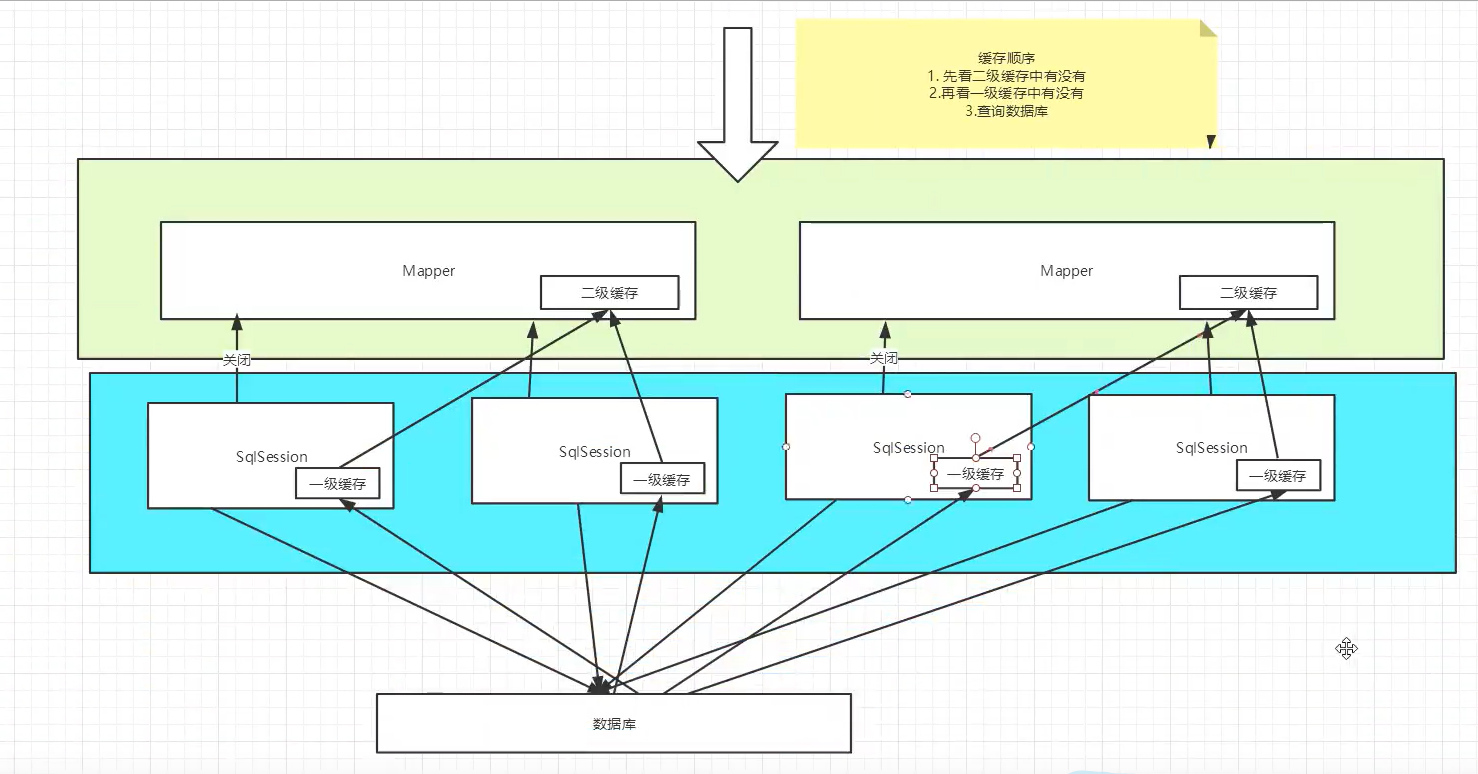 缓存顺序
1. 先看二级缓存中有没有
2.再看一级缓存中有没有
3.查询数据库
Mapper
二级缓存
Mapper
二级缓存
关闭
关闭
SqlSession
一级缓存
SqlSession
一级缓存
SqlSession
一级缓存
SqlSession
一级缓存
数据库